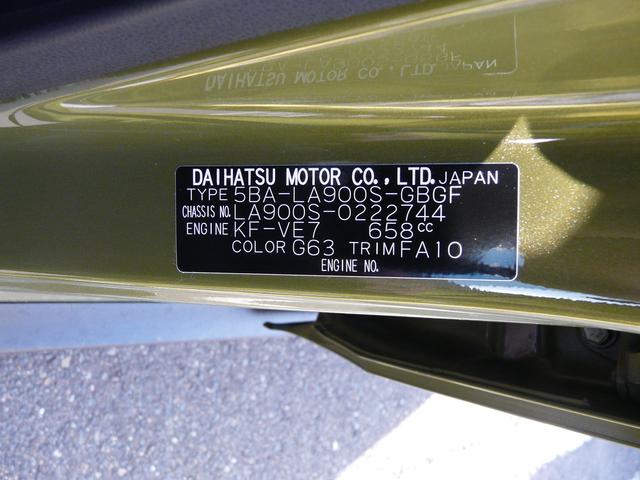 DAIHATSU MOTOR CO., LTD. JAPAN
TYPE 5BA-LA900S-GBGF
CHASSIS NO. LA900S-0222744
ENGINE KF-VE7 658cc
COLOR G63 TRIM FA10
ENGINE NO.